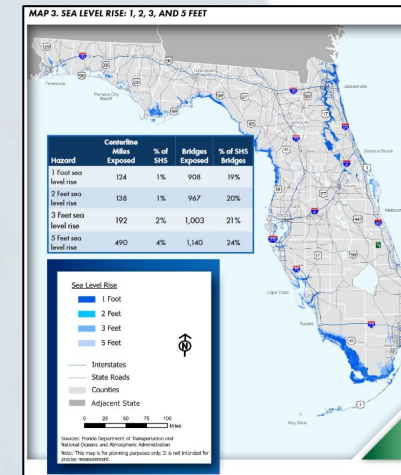 MAP 3. SEA LEVEL RISE: 1, 2, 3, AND 5 FEET
Pensacola
Panama City
Beach
Jacksonville
Daytona Beach
Hazard Centerline Miles Exposed % of SHS Bridges Exposed % of SHS Bridges
1 Foot sea level rise 124 1% 908 19%
2 Feet sea level rise 138 1% 967 20%
3 Feet sea level rise 192 2% 1,003 21%
5 Feet sea level rise 490 4% 1,140 24%
Cape Coral
Naples
Key West
Sea Level Rise
1 Foot
2 Feet
3 Feet
5 Feet
N
Interstates
State Roads
Counties
Adjacent State
0 25 50 75 100
Miles
Sources: Florida Department of Transportation and
National Oceanic and Atmospheric Administration
Note: This map is for planning purposes only. It is not intended for
precise measurement.